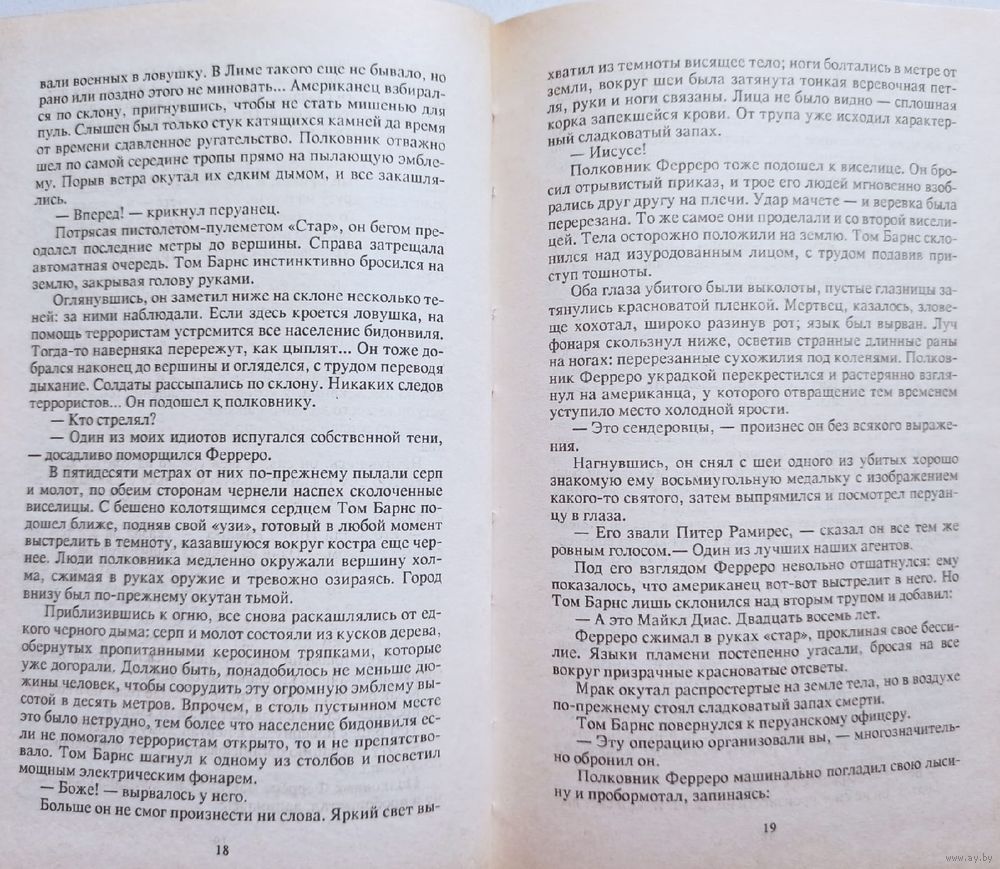 вали военных в ловушку. В Лиме такого еще не бывало, но
рано или поздно этого не миновать... Американец взбирал-
ся по склону, пригнувшись, чтобы не стать мишенью для
пуль. Слышен был только стук катящихся камней да время
от времени сдавленное ругательство. Полковник отважно
шел по самой середине тропы прямо на пылающую эмбле-
му. Порыв ветра окутал их едким дымом, и все закашля-
лись.
— Вперед! — крикнул перуанец.
Потрясая пистолетом-пулеметом «Стар», он бегом пре-
одолел последние метры до вершины. Справа затрещала
автоматная очередь. Том Барнс инстинктивно бросился на
землю, закрывая голову руками.
Оглянувшись, он заметил ниже на склоне несколько те-
ней: за ними наблюдали. Если здесь кроется ловушка, на
помощь террористам устремится все население бидонвиля.
Тогда-то наверняка перережут, как цыплят... Он тоже до-
брался наконец до вершины и огляделся, с трудом переводя
дыхание. Солдаты рассыпались по склону. Никаких следов
террористов... Он подошел к полковнику.
— Кто стрелял?
— Один из моих идиотов испугался собственной тени,
— досадливо поморщился Ферреро.
В пятидесяти метрах от них по-прежнему пылали серп
и молот, по обеим сторонам чернели наспех сколоченные
виселицы. С бешено колотящимся сердцем Том Барнс по-
дошел ближе, подняв свой «узи», готовый в любой момент
выстрелить в темноту, казавшуюся вокруг костра еще чер-
нее. Люди полковника медленно окружали вершину хол-
ма, сжимая в руках оружие и тревожно озираясь. Город
внизу был по-прежнему окутан тьмой.
Приблизившись к огню, все снова раскашлялись от ед-
кого черного дыма: серп и молот состояли из кусков дерева,
обернутых пропитанными керосином тряпками, которые
уже догорали. Должно быть, понадобилось не меньше дю-
жины человек, чтобы соорудить эту огромную эмблему вы-
сотой в десять метров. Впрочем, в столь пустынном месте
это было нетрудно, тем более что население бидонвиля ес-
ли не помогало террористам открыто, то и не препятство-
вало. Том Барнс шагнул к одному из столбов и посветил
мощным электрическим фонарем.
— Боже! — вырвалось у него.
Больше он не смог произнести ни слова. Яркий свет вы-
18
хватил из темноты висящее тело; ноги болтались в метре от
земли, вокруг шеи была затянута тонкая веревочная пет-
ля, руки и ноги связаны. Лица не было видно — сплошная
корка запекшейся крови. От трупа уже исходил характер-
ный сладковатый запах.
— Иисусе!
Полковник Ферреро тоже подошел к виселице. Он бро-
сил отрывистый приказ, и трое его людей мгновенно взоб-
рались друг другу на плечи. Удар мачете — и веревка была
перерезана. То же самое они проделали и со второй виселі-
цей. Тела осторожно положили на землю. Том Барнс скло-
нился над изуродованным лицом, с трудом подавив при-
ступ тошноты.
Оба глаза убитого были выколоты, пустые глазницы за-
тянулись красноватой пленкой. Мертвец, казалось, злове-
ще хохотал, широко разинув рот; язык был вырван. Луч
фонаря скользнул ниже, осветив странные длинные раны
на ногах: перерезанные сухожилия под коленями. Полков-
ник Ферреро украдкой перекрестился и растерянно взгля-
нул на американца, у которого отвращение тем временем
уступило место холодной ярости.
— Это сендеровцы, — произнес он без всякого выраже-
ния.
Нагнувшись, он снял с шеи одного из убитых хорошо
знакомую ему восьмиугольную медальку с изображением
какого-то святого, затем выпрямился и посмотрел перуан-
цу в глаза.
— Его звали Питер Рамирес, — сказал он все тем же
ровным голосом.— Один из лучших наших агентов.
Под его взглядом Ферреро невольно отшатнулся: ему
показалось, что американец вот-вот выстрелит в него. Но
Том Барнс лишь склонился над вторым трупом и добавил:
— А это Майкл Диас. Двадцать восемь лет.
Ферреро сжимал в руках «стар», проклиная свое бесси-
лие. Языки пламени постепенно угасали, бросая на все
вокруг призрачные красноватые отсветы.
Мрак окутал распростертые на земле тела, но в воздухе
по-прежнему стоял сладковатый запах смерти.
Том Барнс повернулся к перуанскому офицеру.
— Эту операцию организовали вы, — многозначитель-
но обронил он.
Полковник Ферреро машинально погладил свою лыси-
ну и пробормотал, запинаясь:
19
www.ay.by